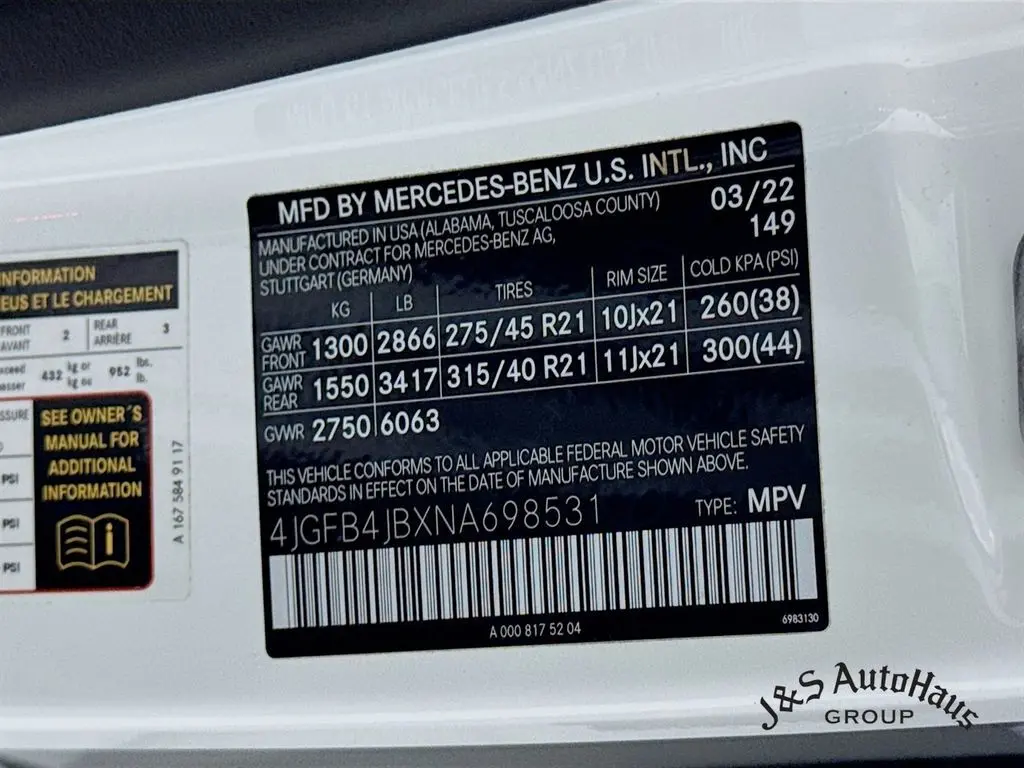 MFD BY MERCEDES-BENZ U.S. INTL., INC
MANUFACTURED IN USA (ALABAMA, TUSCALOOSA COUNTY) 03/22
UNDER CONTRACT FOR MERCEDES-BENZ AG, 149
STUTTGART (GERMANY)
KG LB TIRES RIM SIZE COLD KPA (PSI)
GAWR FRONT 1300 2866 275/45 R21 10Jx21 260(38)
GAWR REAR 1550 3417 315/40 R21 11Jx21 300(44)
GVWR 2750 6063
THIS VEHICLE CONFORMS TO ALL APPLICABLE FEDERAL MOTOR VEHICLE SAFETY
STANDARDS IN EFFECT ON THE DATE OF MANUFACTURE SHOWN ABOVE.
4JGFB4JBXNA698531 TYPE: MPV
A 000 817 52 04
6983130
INFORMATION
EUS ET LE CHARGEMENT
FRONT AVANT 2 REAR ARRIÈRE 3
432 kg or kg ou 952 lbs. lb.
SEE OWNER'S
MANUAL FOR
ADDITIONAL
INFORMATION
PSI
PSI
PSI
A 167 584 91 17
J&S AutoHaus
GROUP